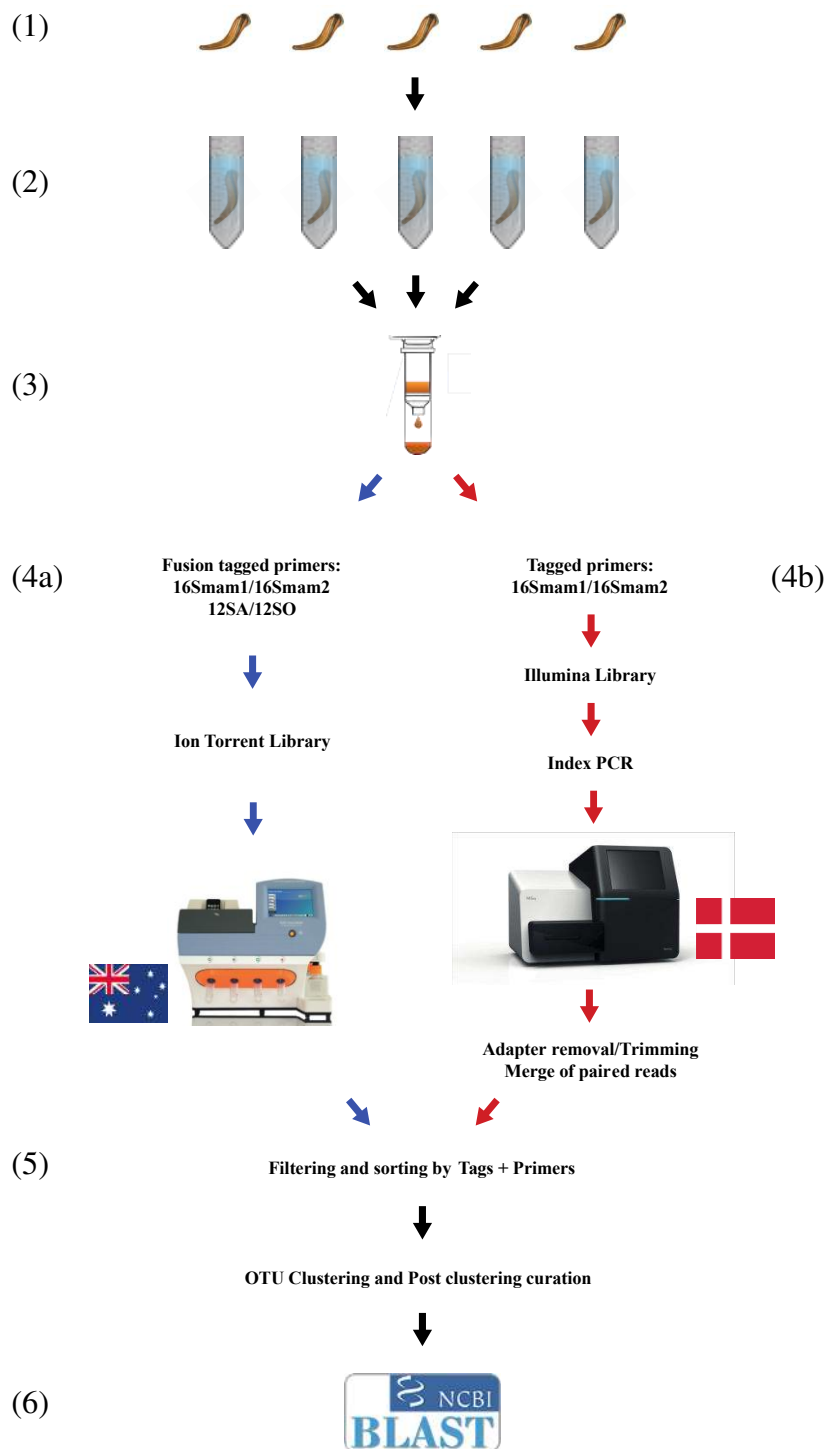 (1)
(2)
(3)
(4a)
Fusion tagged primers:
16Smam1/16Smam2
12SA/12SO
Ion Torrent Library
Tagged primers:
16Smam1/16Smam2
(4b)
Illumina Library
Index PCR
Adapter removal/Trimming
Merge of paired reads
(5)
Filtering and sorting by Tags + Primers
OTU Clustering and Post clustering curation
(6)
NCBI
BLAST